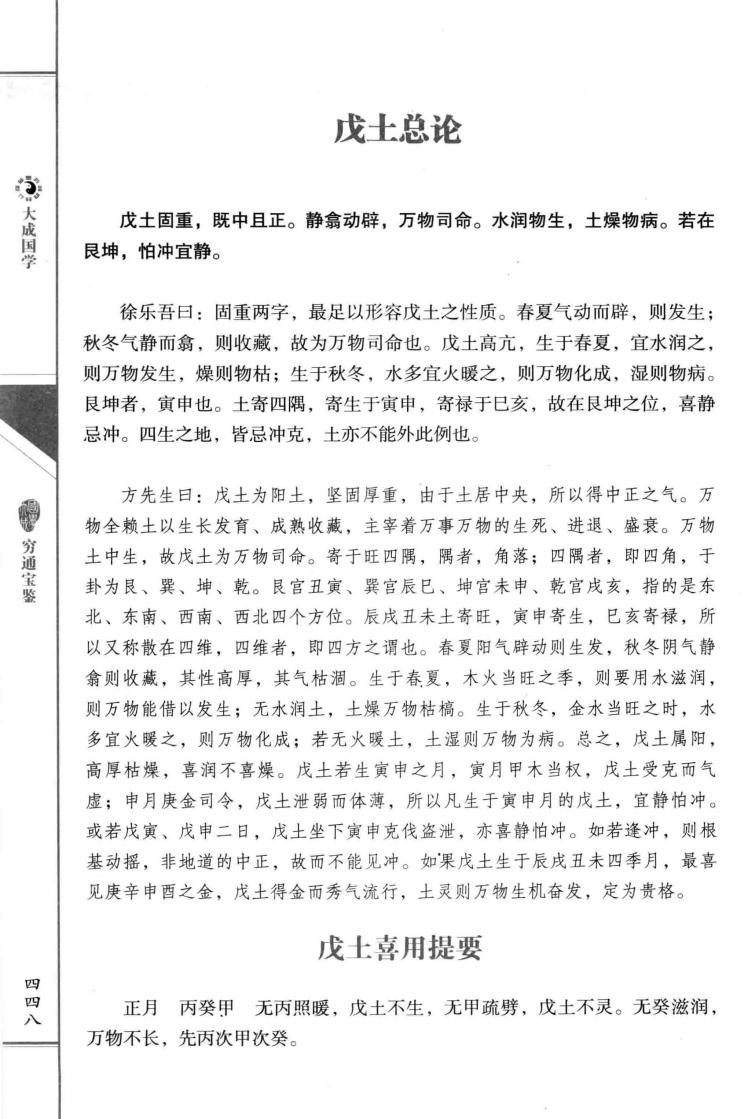 戊土总论
戊土固重，既中且正。静翕动辟，万物司命。水润物生，土燥物病。若在
艮坤，怕冲宜静。
徐乐吾曰：固重两字，最足以形容戊土之性质。春夏气动而辟，则发生；
秋冬气静而翕，则收藏，故为万物司命也。戊土高亢，生于春夏，宜水润之，
则万物发生，燥则物枯；生于秋冬，水多宜火暖之，则万物化成，湿则物病。
艮坤者，寅申也。土寄四隅，寄生于寅申，寄禄于巳亥，故在艮坤之位，喜静
忌冲。四生之地，皆忌冲克，土亦不能外此例也。
方先生曰：戊土为阳土，坚固厚重，由于土居中央，所以得中正之气。万
物全赖土以生长发育、成熟收藏，主宰着万事万物的生死、进退、盛衰。万物
土中生，故戊土为万物司命。寄于旺四隅，隅者，角落；四隅者，即四角，于
卦为艮、巽、坤、乾。艮宫丑寅、巽宫辰巳、坤宫未申、乾宫戌亥，指的是东
北、东南、西南、西北四个方位。辰戌丑未土寄旺，寅申寄生，巳亥寄禄，所
以又称散在四维，四维者，即四方之谓也。春夏阳气辟动则生发，秋冬阴气静
翕则收藏，其性高厚，其气枯涸。生于春夏，木火当旺之季，则要用水滋润，
则万物能借以发生；无水润土，土燥万物枯槁。生于秋冬，金水当旺之时，水
多宜火暖之，则万物化成；若无火暖土，土湿则万物为病。总之，戊土属阳，
高厚枯燥，喜润不喜燥。戊土若生寅申之月，寅月甲木当权，戊土受克而气
虚；申月庚金司令，戊土泄弱而体薄，所以凡生于寅申月的戊土，宜静怕冲。
或若戊寅、戊申二日，戊土坐下寅申克伐盗泄，亦喜静怕冲。如若逢冲，则根
基动摇，非地道的中正，故而不能见冲。如果戊土生于辰戌丑未四季月，最喜
见庚辛申酉之金，戊土得金而秀气流行，土灵则万物生机奋发，定为贵格。
戊土喜用提要
正月　丙癸甲　无丙照暖，戊土不生，无甲疏劈，戊土不灵。无癸滋润，
万物不长，先丙次甲次癸。
大成国学
穷通宝鉴
四四八